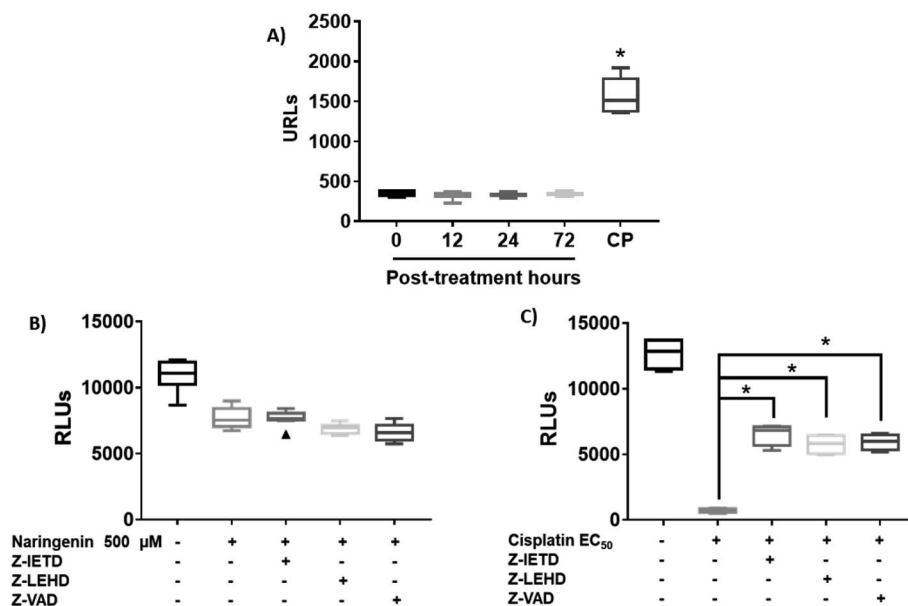 A)
2500
2000
1500
1000
500
0
URLs
*
0 12 24 72 CP
Post-treatment hours
B)
15000
10000
5000
0
RLUs
Naringenin 500 µM - + + + +
Z-IETD - - + - -
Z-LEHD - - - + -
Z-VAD - - - - +
C)
15000
10000
5000
0
RLUs
*
*
*
Cisplatin EC50 - + + + +
Z-IETD - - + - -
Z-LEHD - - - + -
Z-VAD - - - - +